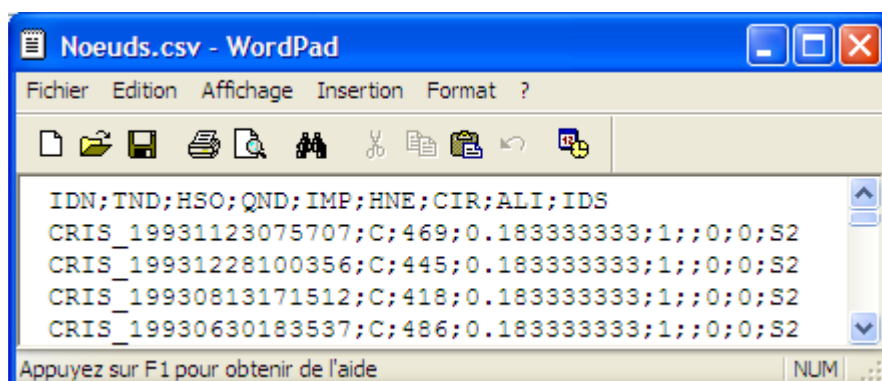 Noeuds.csv - WordPad
Fichier Edition Affichage Insertion Format ?
IDN;TND;HSO;QND;IMP;HNE;CIR;ALI;IDS
CRIS_19931123075707;C;469;0.183333333;1;;0;0;S2
CRIS_19931228100356;C;445;0.183333333;1;;0;0;S2
CRIS_19930813171512;C;418;0.183333333;1;;0;0;S2
CRIS_19930630183537;C;486;0.183333333;1;;0;0;S2
Appuyez sur F1 pour obtenir de l'aide NUM